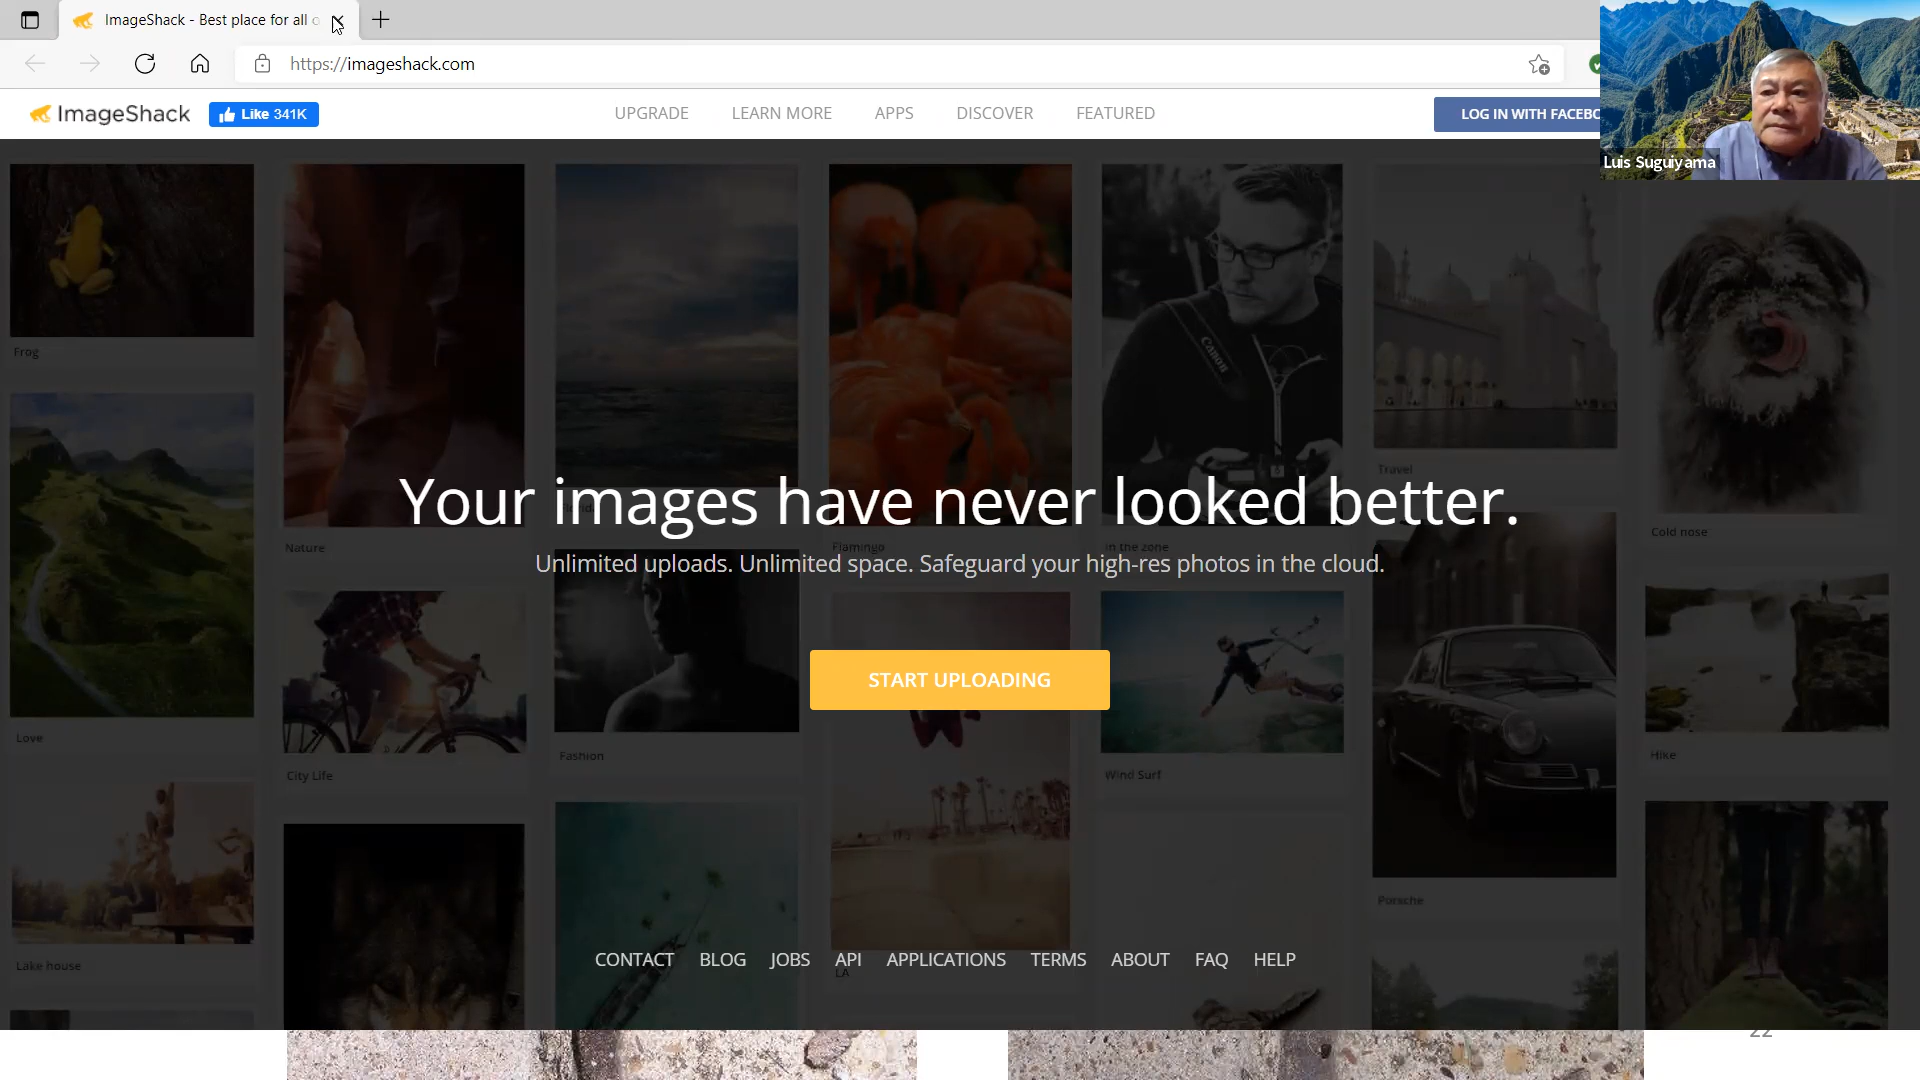 ImageShack - Best place for all o
https://imageshack.com
ImageShack
Like 341K
UPGRADE LEARN MORE APPS DISCOVER FEATURED
LOG IN WITH FACEBO
Luis Suguiyama
Canon
Frog
Travel
Your images have never looked better.
Cold nose
Nature
Flamingo
in the zone
Unlimited uploads. Unlimited space. Safeguard your high-res photos in the cloud.
START UPLOADING
Love
Fashion
Hike
City Life
Wind Surf
Porsche
CONTACT BLOG JOBS API APPLICATIONS TERMS ABOUT FAQ HELP
Lake house
LA
22